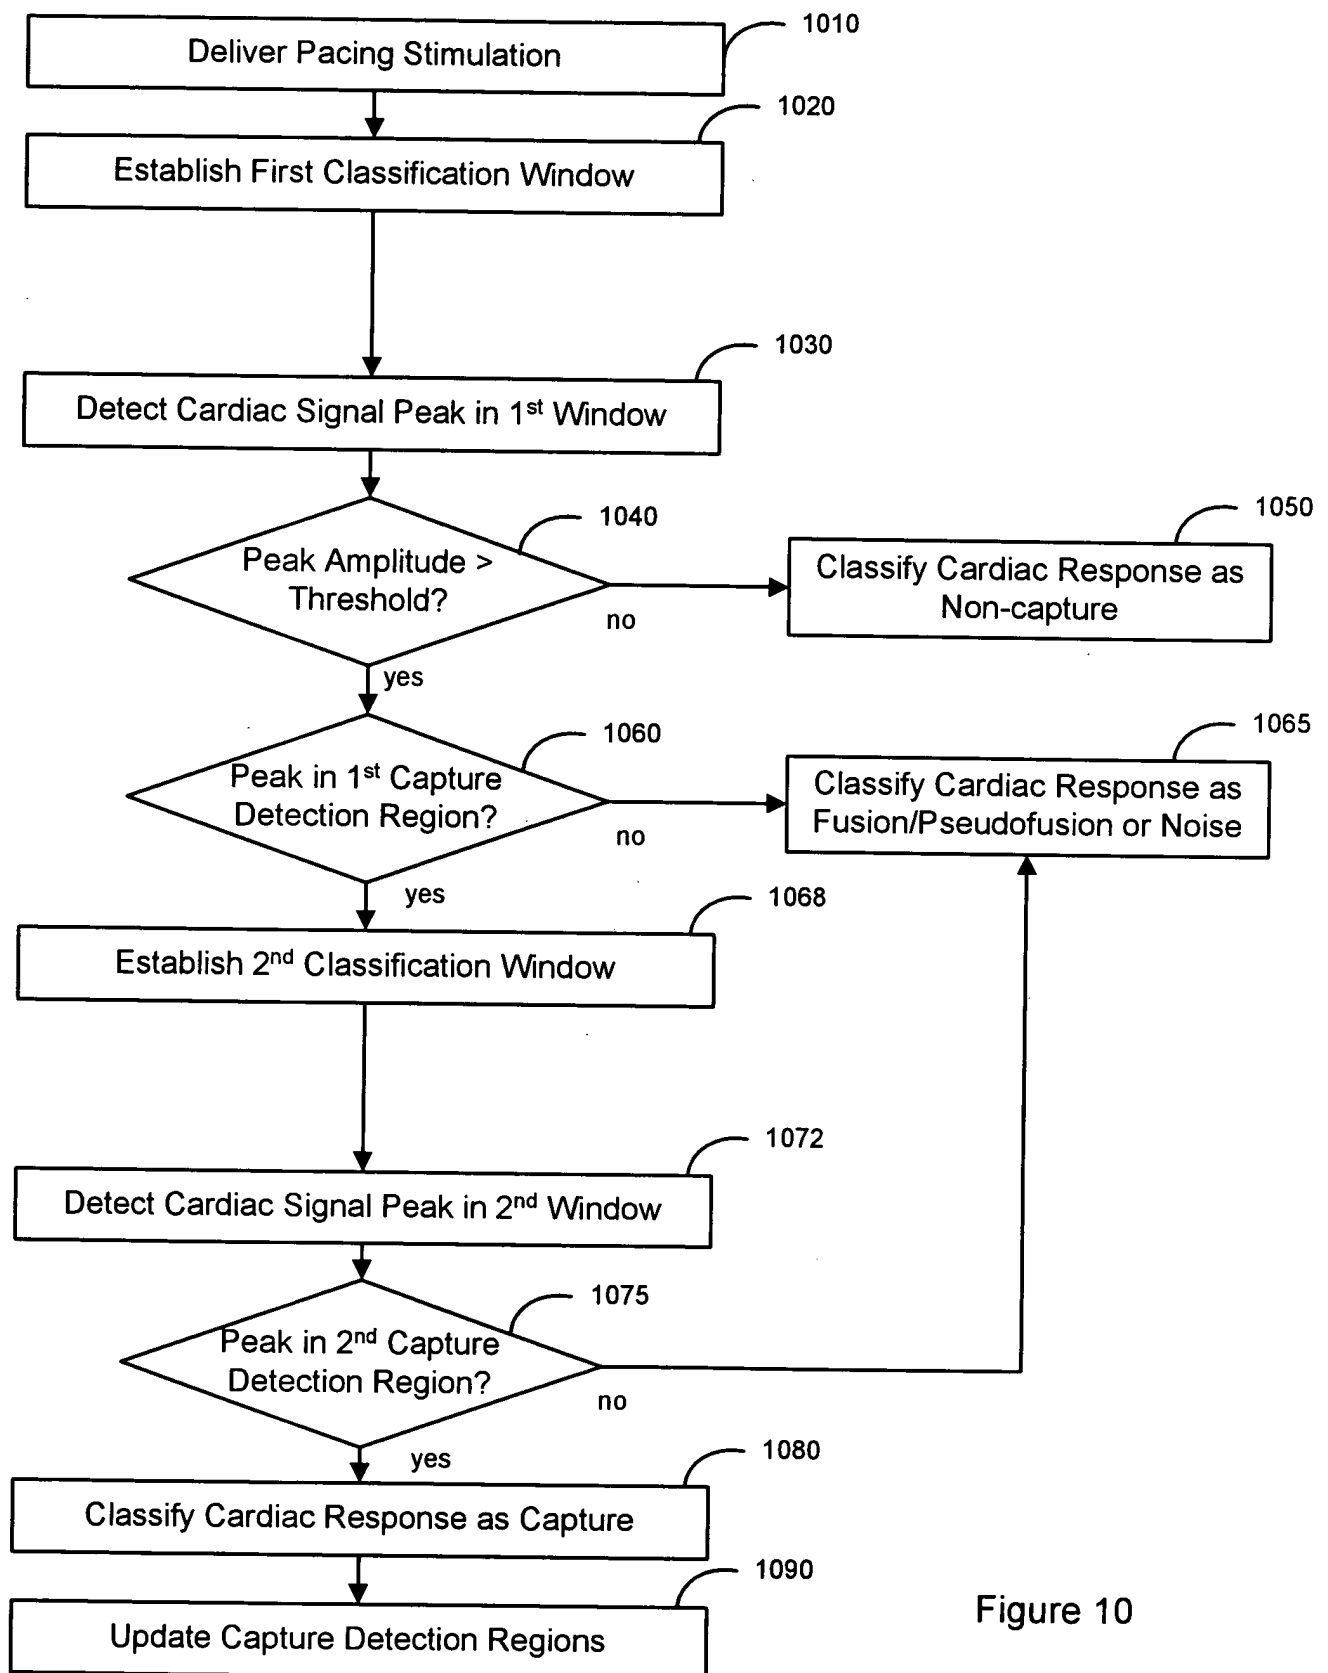 1010
Deliver Pacing Stimulation
1020
Establish First Classification Window
1030
Detect Cardiac Signal Peak in 1st Window
1040
Peak Amplitude >
Threshold?
no
yes
1050
Classify Cardiac Response as
Non-capture
1060
Peak in 1st Capture
Detection Region?
no
yes
1065
Classify Cardiac Response as
Fusion/Pseudofusion or Noise
1068
Establish 2nd Classification Window
1072
Detect Cardiac Signal Peak in 2nd Window
1075
Peak in 2nd Capture
Detection Region?
no
yes
1080
Classify Cardiac Response as Capture
1090
Update Capture Detection Regions
Figure 10